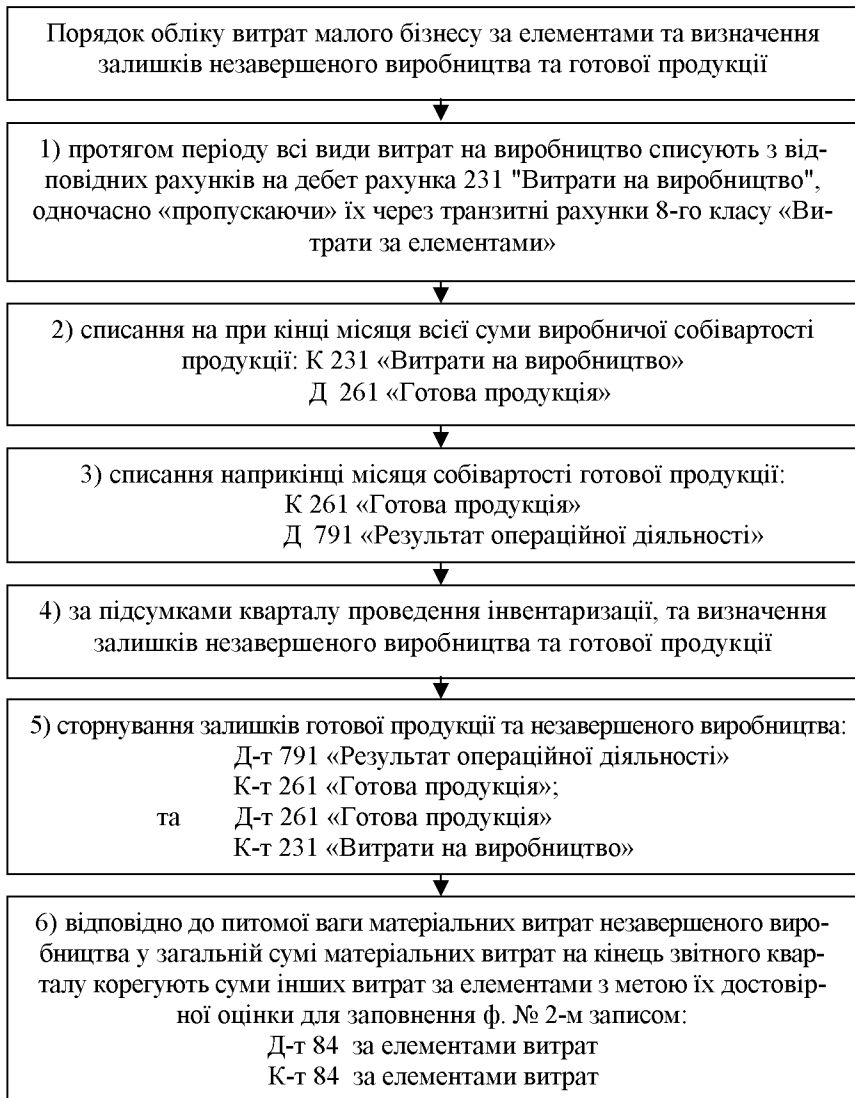 Порядок обліку витрат малого бізнесу за елементами та визначення
залишків незавершеного виробництва та готової продукції
1) протягом періоду всі види витрат на виробництво списують з від-
повідних рахунків на дебет рахунка 231 "Витрати на виробництво",
одночасно «пропускаючи» їх через транзитні рахунки 8-го класу «Ви-
трати за елементами»
2) списання на при кінці місяця всієї суми виробничої собівартості
продукції: К 231 «Витрати на виробництво»
Д 261 «Готова продукція»
3) списання наприкінці місяця собівартості готової продукції:
К 261 «Готова продукція»
Д 791 «Результат операційної діяльності»
4) за підсумками кварталу проведення інвентаризації, та визначення
залишків незавершеного виробництва та готової продукції
5) сторнування залишків готової продукції та незавершеного виробництва:
Д-т 791 «Результат операційної діяльності»
К-т 261 «Готова продукція»;
та Д-т 261 «Готова продукція»
К-т 231 «Витрати на виробництво»
6) відповідно до питомої ваги матеріальних витрат незавершеного виро-
бництва у загальній сумі матеріальних витрат на кінець звітного квар-
талу корегують суми інших витрат за елементами з метою їх достовір-
ної оцінки для заповнення ф. № 2-м записом:
Д-т 84 за елементами витрат
К-т 84 за елементами витрат